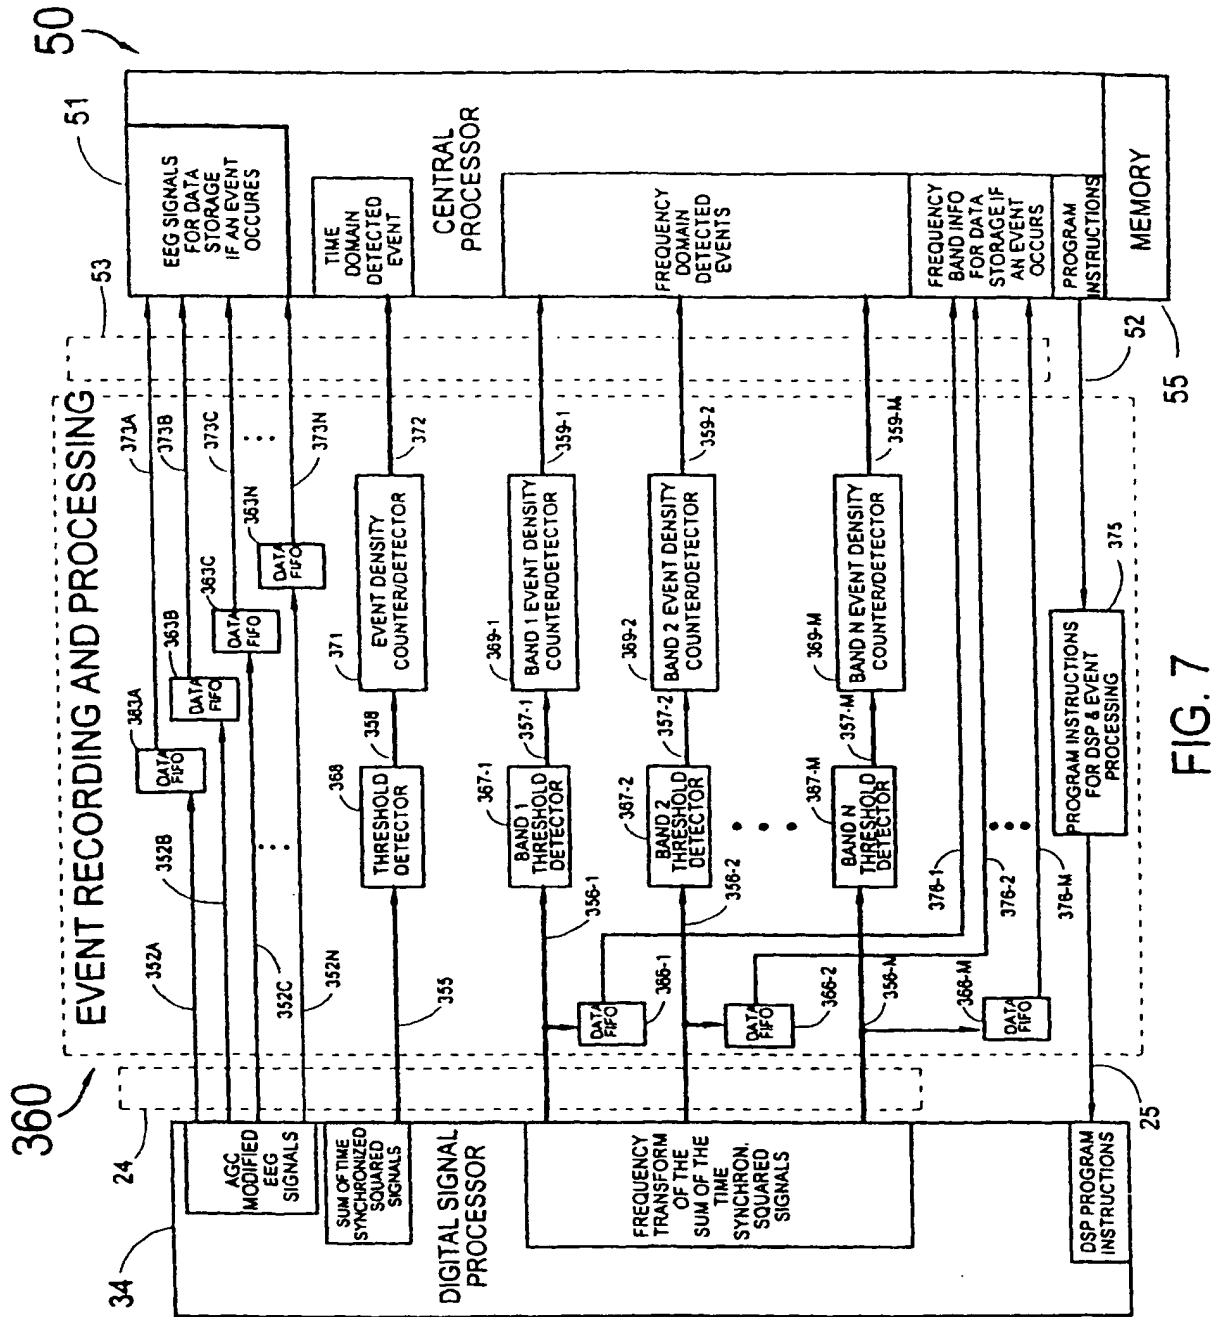 360
EVENT RECORDING AND PROCESSING
50
34
24
53
51
DIGITAL SIGNAL
PROCESSOR
AGC
MODIFIED
EEG
SIGNALS
SUM OF TIME
SYNCHRONIZED
SQUARED
SIGNALS
FREQUENCY
TRANSFORM
OF THE
SUM OF THE
TIME
SYNCHRON.
SQUARED
SIGNALS
DSP PROGRAM
INSTRUCTIONS
25
352A
352B
352C
352N
363A
DATA
FIFO
363B
DATA
FIFO
363C
DATA
FIFO
363N
DATA
FIFO
373A
373B
373C
373N
355
368
THRESHOLD
DETECTOR
358
371
EVENT DENSITY
COUNTER/DETECTOR
372
356-1
367-1
BAND 1
THRESHOLD
DETECTOR
357-1
369-1
BAND 1 EVENT DENSITY
COUNTER/DETECTOR
359-1
356-2
367-2
BAND 2
THRESHOLD
DETECTOR
357-2
369-2
BAND 2 EVENT DENSITY
COUNTER/DETECTOR
359-2
356-M
367-M
BAND N
THRESHOLD
DETECTOR
357-M
369-M
BAND N EVENT DENSITY
COUNTER/DETECTOR
359-M
DATA
FIFO
366-1
DATA
FIFO
366-2
DATA
FIFO
366-M
376-1
376-2
376-M
PROGRAM INSTRUCTIONS
FOR DSP & EVENT
PROCESSING
375
52
EEG SIGNALS
FOR DATA
STORAGE
IF AN EVENT
OCCURES
TIME
DOMAIN
DETECTED
EVENT
CENTRAL
PROCESSOR
FREQUENCY
DOMAIN
DETECTED
EVENTS
FREQUENCY
BAND INFO
FOR DATA
STORAGE IF
AN EVENT
OCCURS
PROGRAM
INSTRUCTIONS
MEMORY
55
FIG. 7